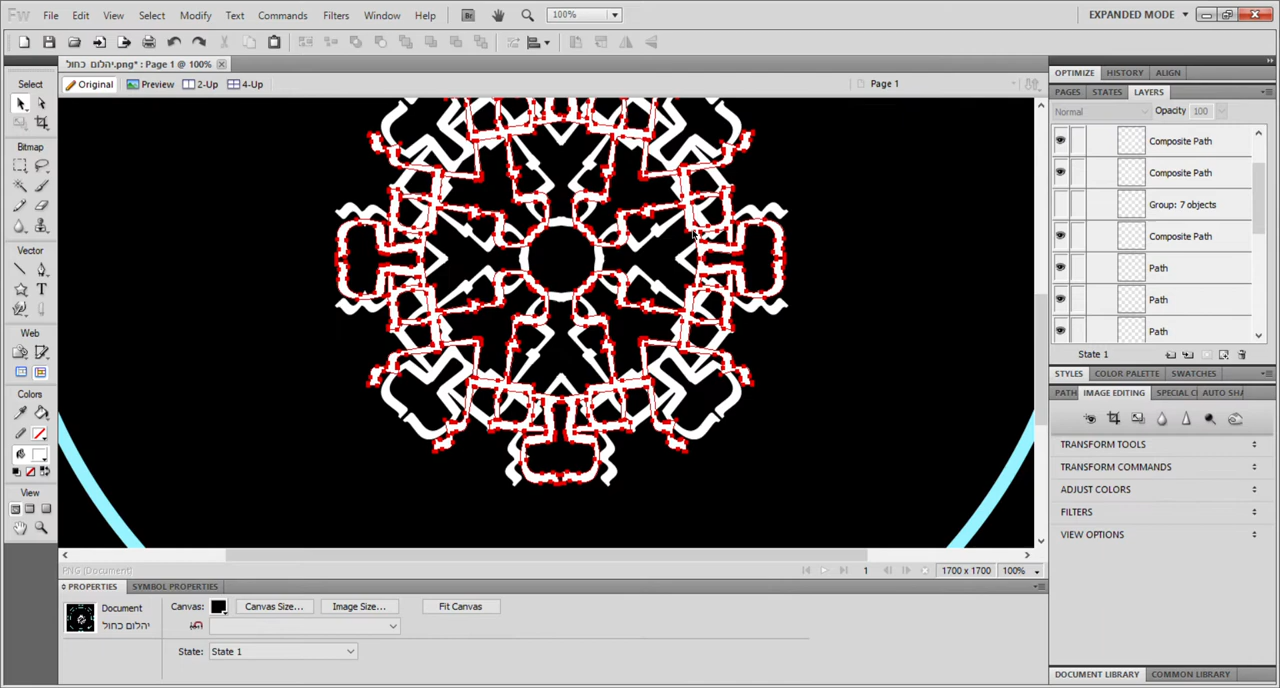 Fw File Edit View Select Modify Text Commands Filters Window Help Br 100% EXPANDED MODE
יהלום כחול.png* : Page 1 @ 100%
Original Preview 2-Up 4-Up Page 1
Select
Bitmap
Vector
Web
Colors
View
OPTIMIZE HISTORY ALIGN
PAGES STATES LAYERS
Normal Opacity 100
Composite Path
Composite Path
Group: 7 objects
Composite Path
Path
Path
Path
State 1
STYLES COLOR PALETTE SWATCHES
PATH IMAGE EDITING SPECIAL C AUTO SHA
TRANSFORM TOOLS
TRANSFORM COMMANDS
ADJUST COLORS
FILTERS
VIEW OPTIONS
DOCUMENT LIBRARY COMMON LIBRARY
PNG (Document) 1 1700 x 1700 100%
PROPERTIES SYMBOL PROPERTIES
Document Canvas: Canvas Size... Image Size... Fit Canvas
יהלום כחול
State: State 1